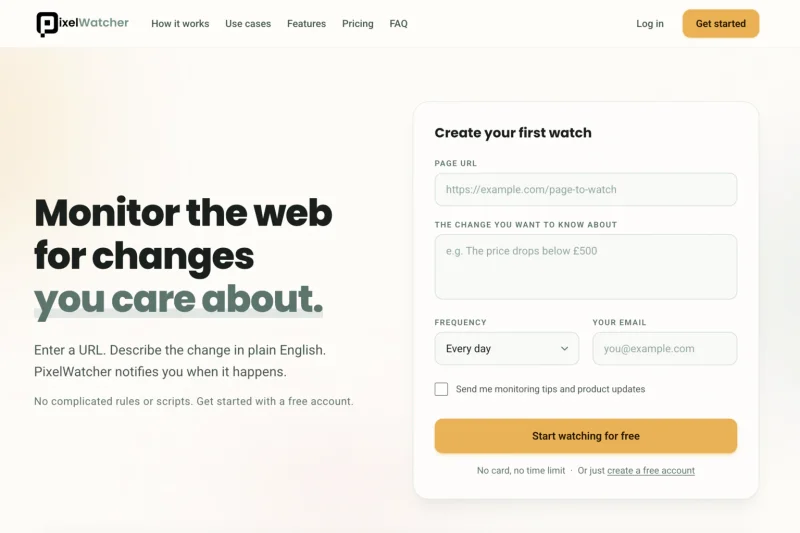 PixelWatcher
How it works
Use cases
Features
Pricing
FAQ
Log in
Get started
Monitor the web
for changes
you care about.
Enter a URL. Describe the change in plain English.
PixelWatcher notifies you when it happens.
No complicated rules or scripts. Get started with a free account.
Create your first watch
PAGE URL
https://example.com/page-to-watch
THE CHANGE YOU WANT TO KNOW ABOUT
e.g. The price drops below £500
FREQUENCY
YOUR EMAIL
Every day
you@example.com
Send me monitoring tips and product updates
Start watching for free
No card, no time limit · Or just create a free account